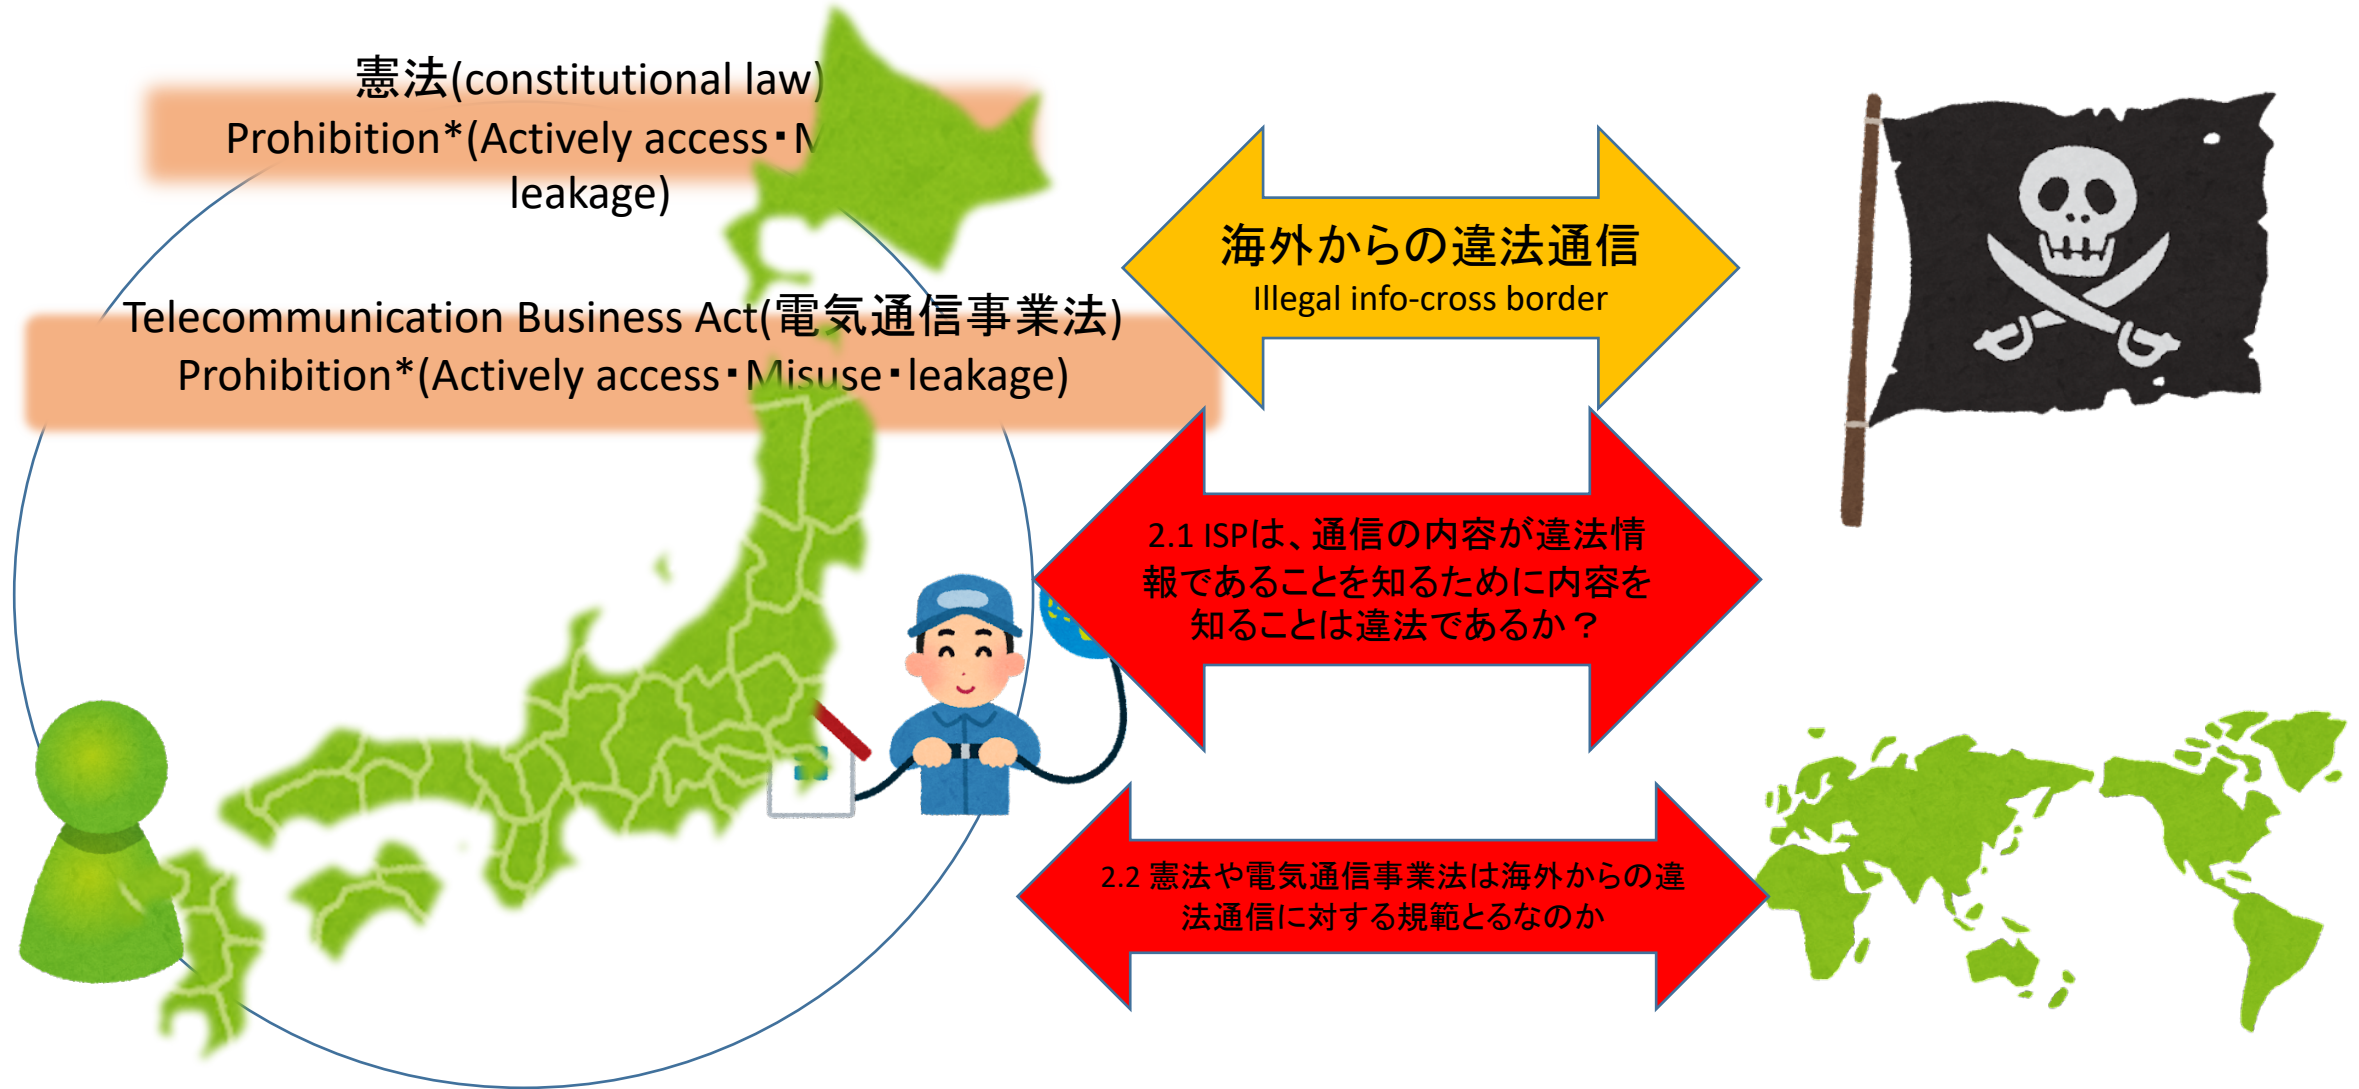 憲法(constitutional law)
Prohibition*(Actively access・
leakage)
Telecommunication Business Act(電気通信事業法)
Prohibition*(Actively access・Misuse・leakage)
海外からの違法通信
Illegal info-cross border
2.1 ISPは、通信の内容が違法情
報であることを知るために内容を
知ることは違法であるか？
2.2 憲法や電気通信事業法は海外からの違
法通信に対する規範とるなのか